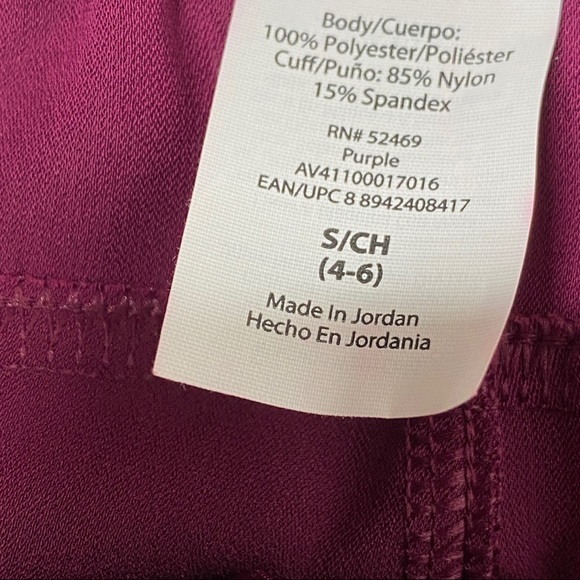 Body/Cuerpo:
100% Polyester/Poliéster
Cuff/Puño: 85% Nylon
15% Spandex
RN# 52469
Purple
AV41100017016
EAN/UPC 8 8942408417
S/CH
(4-6)
Made In Jordan
Hecho En Jordania